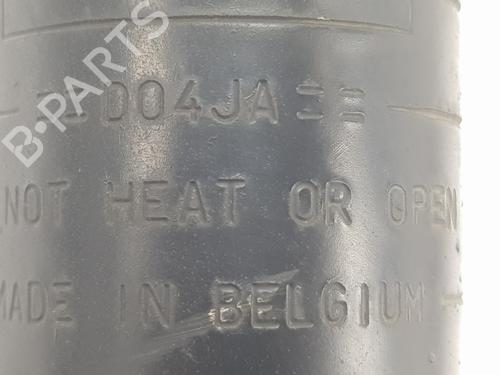 B-PARTS
D04JA
NOT HEAT OR OPEN
MADE IN BELGIUM